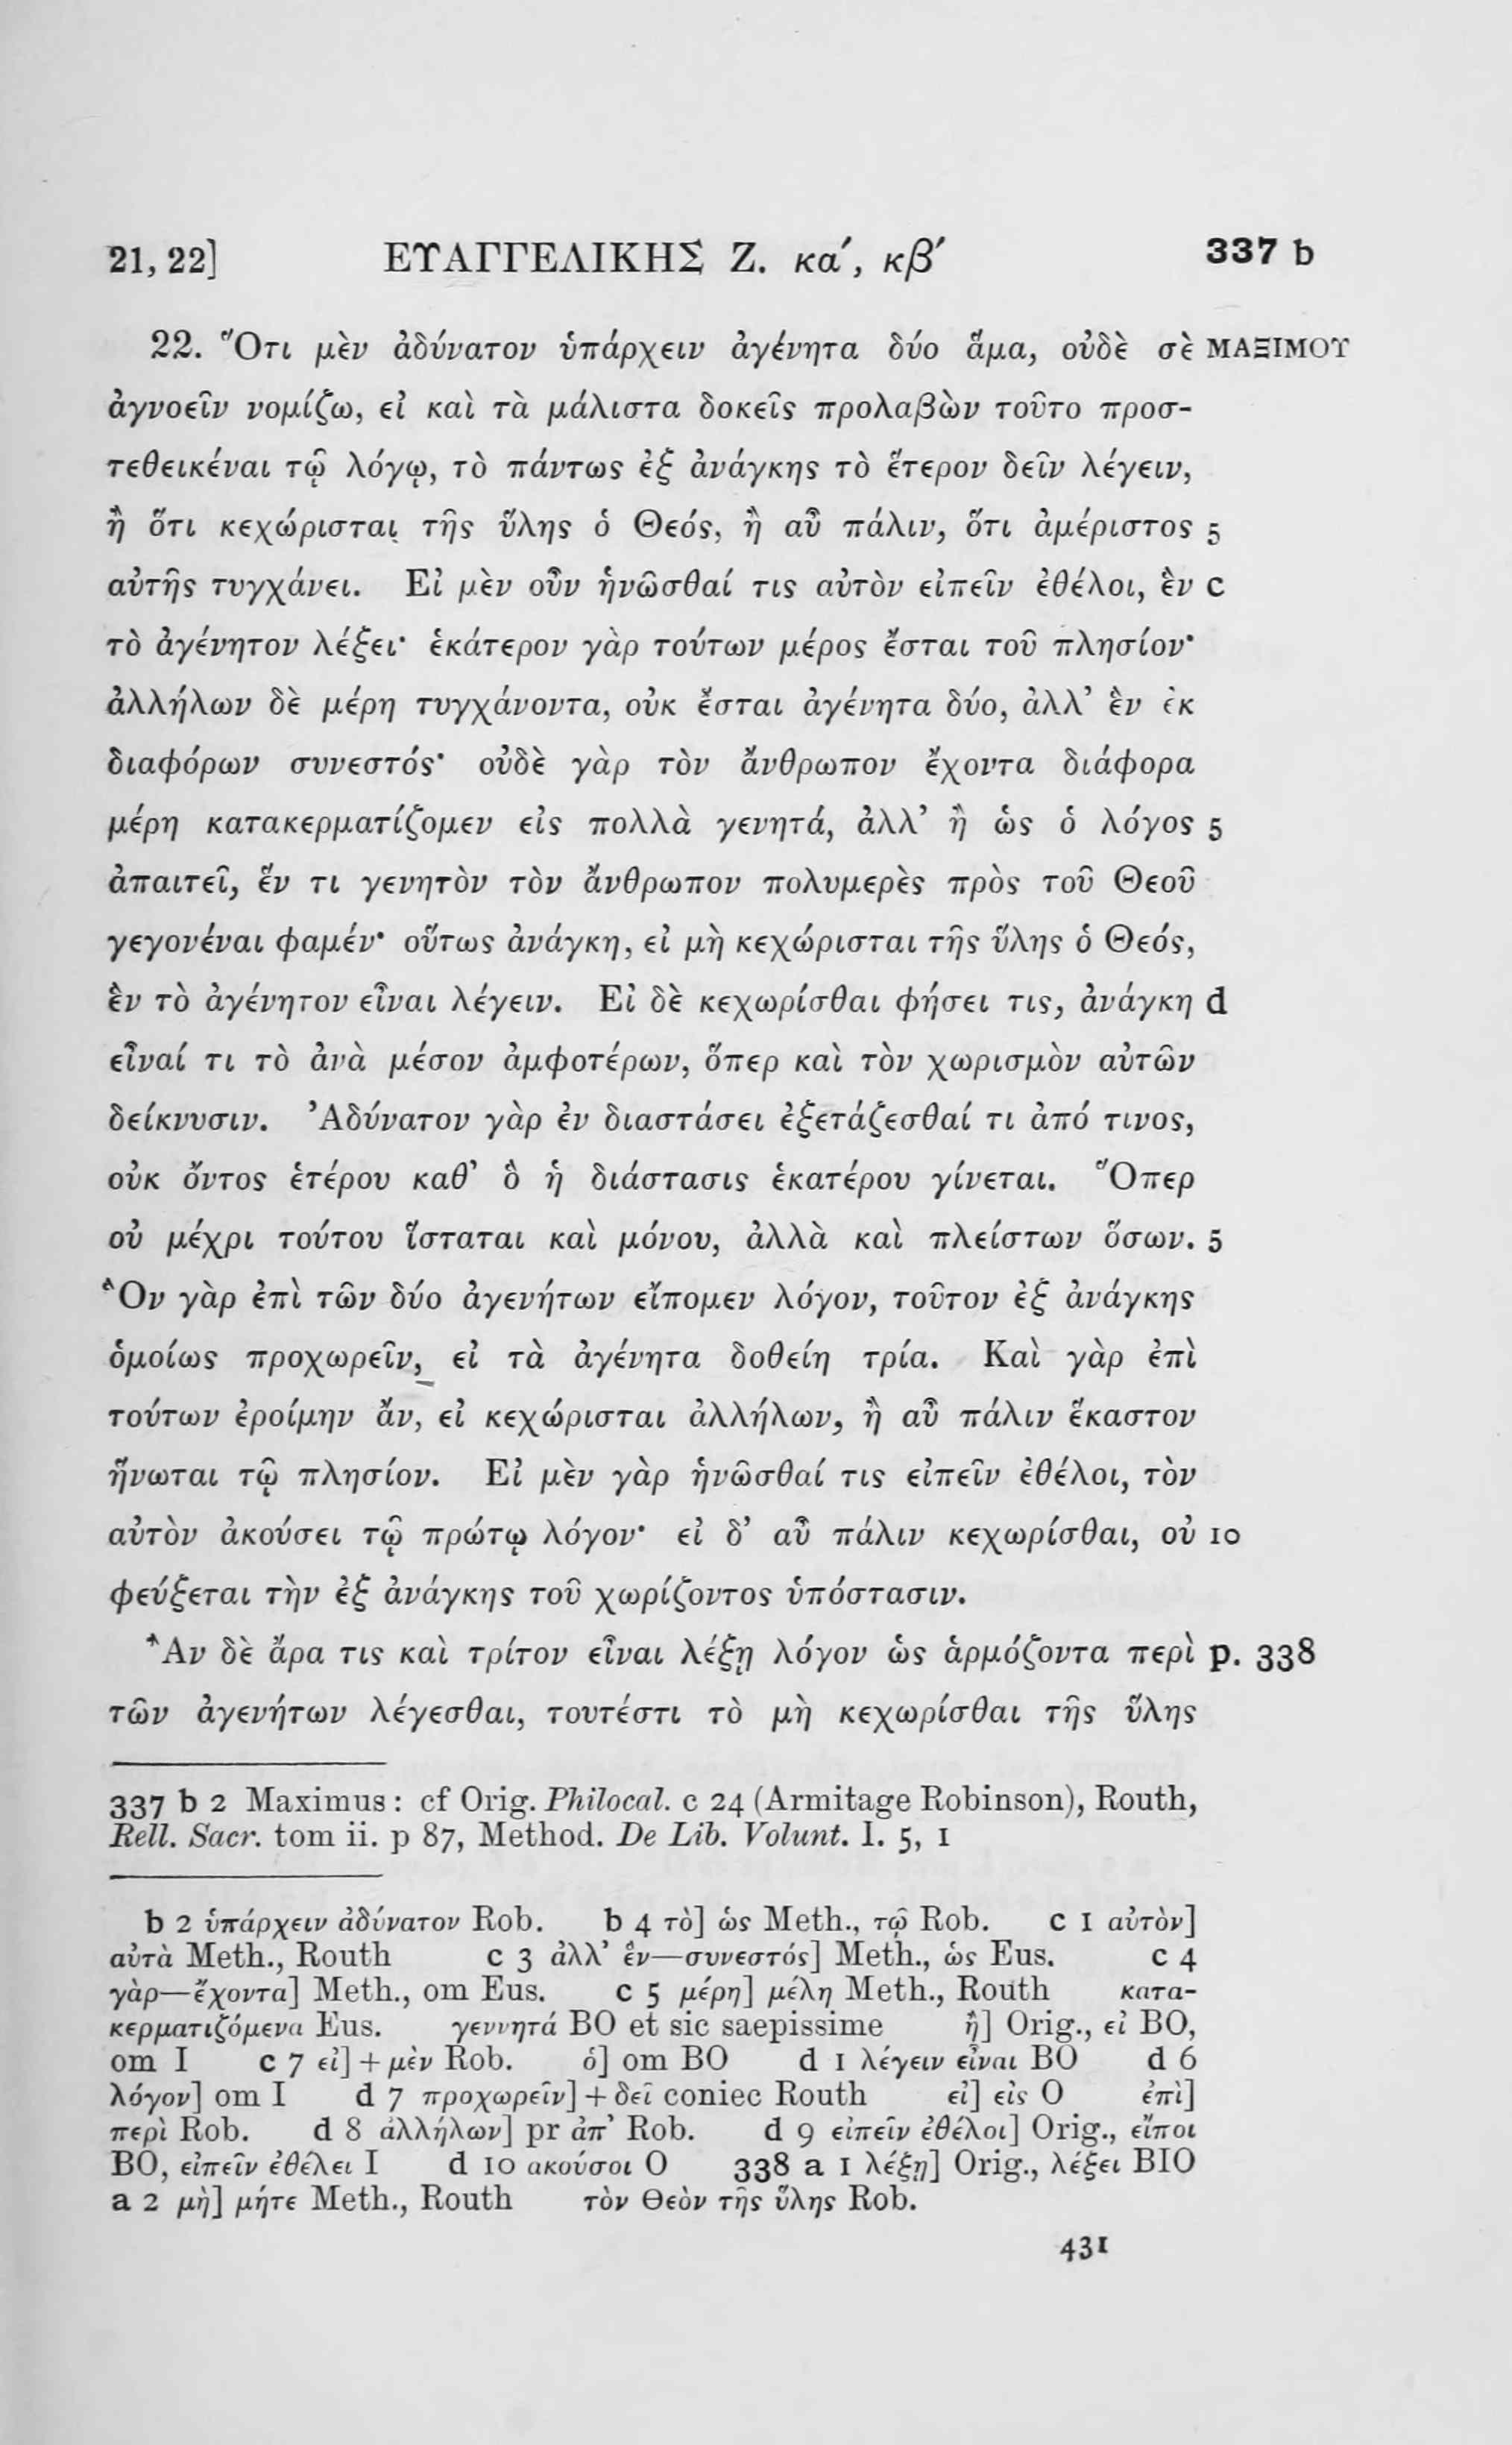 21, 22] ΕΥΑΓΓΕΛΙΚΗΣ Ζ. κα΄, κβ΄ 337 b
22. Ὅτι μὲν ἀδύνατον ὑπάρχειν ἀγένητα δύο ἅμα, οὐδὲ σὲ ΜΑΞΙΜΟΥ
ἀγνοεῖν νομίζω, εἰ καὶ τὰ μάλιστα δοκεῖς προλαβὼν τοῦτο προσ-
τεθεικέναι τῷ λόγῳ, τὸ πάντως ἐξ ἀνάγκης τὸ ἕτερον δεῖν λέγειν,
ἢ ὅτι κεχώρισται τῆς ὕλης ὁ Θεός, ἢ αὖ πάλιν, ὅτι ἀμέριστος 5
αὐτῆς τυγχάνει. Εἰ μὲν οὖν ἡνῶσθαί τις αὐτὸν εἰπεῖν ἐθέλοι, ἓν c
τὸ ἀγένητον λέξει· ἑκάτερον γὰρ τούτων μέρος ἔσται τοῦ πλησίον·
ἀλλήλων δὲ μέρη τυγχάνοντα, οὐκ ἔσται ἀγένητα δύο, ἀλλ’ ἓν ἐκ
διαφόρων συνεστός· οὐδὲ γὰρ τὸν ἄνθρωπον ἔχοντα διάφορα
μέρη κατακερματίζομεν εἰς πολλὰ γενητά, ἀλλ’ ἢ ὡς ὁ λόγος 5
ἀπαιτεῖ, ἕν τι γενητὸν τὸν ἄνθρωπον πολυμερὲς πρὸς τοῦ Θεοῦ
γεγονέναι φαμέν· οὕτως ἀνάγκη, εἰ μὴ κεχώρισται τῆς ὕλης ὁ Θεός,
ἓν τὸ ἀγένητον εἶναι λέγειν. Εἰ δὲ κεχωρίσθαι φήσει τις, ἀνάγκη d
εἶναί τι τὸ ἀνὰ μέσον ἀμφοτέρων, ὅπερ καὶ τὸν χωρισμὸν αὐτῶν
δείκνυσιν. Ἀδύνατον γὰρ ἐν διαστάσει ἐξετάζεσθαί τι ἀπό τινος,
οὐκ ὄντος ἑτέρου καθ’ ὃ ἡ διάστασις ἑκατέρου γίνεται. Ὅπερ
οὐ μέχρι τούτου ἵσταται καὶ μόνου, ἀλλὰ καὶ πλείστων ὅσων. 5
Ὃν γὰρ ἐπὶ τῶν δύο ἀγενήτων εἴπομεν λόγον, τοῦτον ἐξ ἀνάγκης
ὁμοίως προχωρεῖν, εἰ τὰ ἀγένητα δοθείη τρία. Καὶ γὰρ ἐπὶ
τούτων ἐροίμην ἄν, εἰ κεχώρισται ἀλλήλων, ἢ αὖ πάλιν ἕκαστον
ἥνωται τῷ πλησίον. Εἰ μὲν γὰρ ἡνῶσθαί τις εἰπεῖν ἐθέλοι, τὸν
αὐτὸν ἀκούσει τῷ πρώτῳ λόγον· εἰ δ’ αὖ πάλιν κεχωρίσθαι, οὐ 10
φεύξεται τὴν ἐξ ἀνάγκης τοῦ χωρίζοντος ὑπόστασιν.
Ἂν δὲ ἄρα τις καὶ τρίτον εἶναι λέξῃ λόγον ὡς ἁρμόζοντα περὶ p. 338
τῶν ἀγενήτων λέγεσθαι, τουτέστι τὸ μὴ κεχωρίσθαι τῆς ὕλης
337 b 2 Maximus: cf Orig. Philocal. c 24 (Armitage Robinson), Routh,
Rell. Sacr. tom ii. p 87, Method. De Lib. Volunt. I. 5, 1
b 2 ὑπάρχειν ἀδύνατον Rob. b 4 τὸ] ὡς Meth., τῷ Rob. c 1 αὐτὸν]
αὐτὰ Meth., Routh c 3 ἀλλ’ ἓν—συνεστός] Meth., ὡς Eus. c 4
γὰρ—ἔχοντα] Meth., om Eus. c 5 μέρη] μέλη Meth., Routh κατα-
κερματιζόμενα Eus. γεννητά BO et sic saepissime ἢ] Orig., εἰ BO,
om I c 7 εἰ] + μὲν Rob. ὁ] om BO d 1 λέγειν εἶναι BO d 6
λόγον] om I d 7 προχωρεῖν] + δεῖ coniec Routh εἰ] εἰς O ἐπὶ]
περὶ Rob. d 8 ἀλλήλων] pr ἀπ’ Rob. d 9 εἰπεῖν ἐθέλοι] Orig., εἴποι
BO, εἰπεῖν ἐθέλει I d 10 ακούσοι O 338 a 1 λέξῃ] Orig., λέξει BIO
a 2 μὴ] μήτε Meth., Routh τὸν Θεὸν τῆς ὕλης Rob.
431